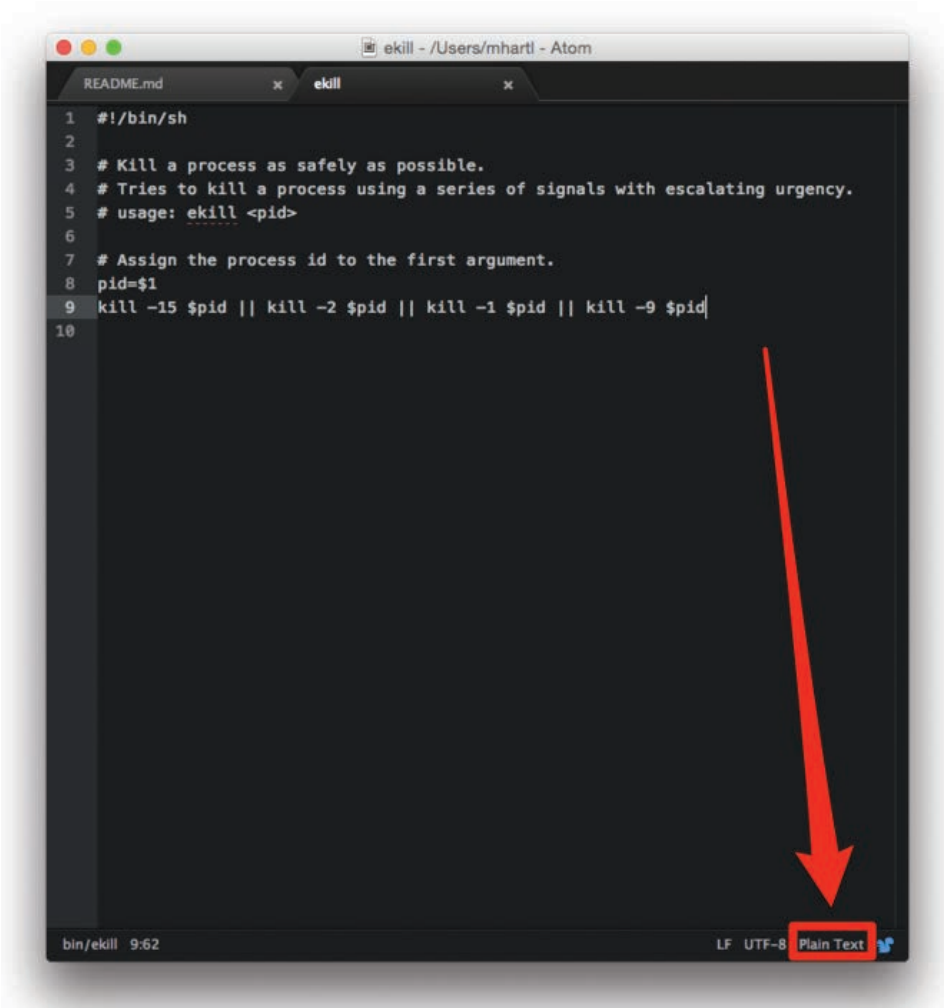 ekill - /Users/mhartl - Atom
README.md x ekill x
1 #!/bin/sh
2
3 # Kill a process as safely as possible.
4 # Tries to kill a process using a series of signals with escalating urgency.
5 # usage: ekill <pid>
6
7 # Assign the process id to the first argument.
8 pid=$1
9 kill -15 $pid || kill -2 $pid || kill -1 $pid || kill -9 $pid
10
bin/ekill 9:62 LF UTF-8 Plain Text